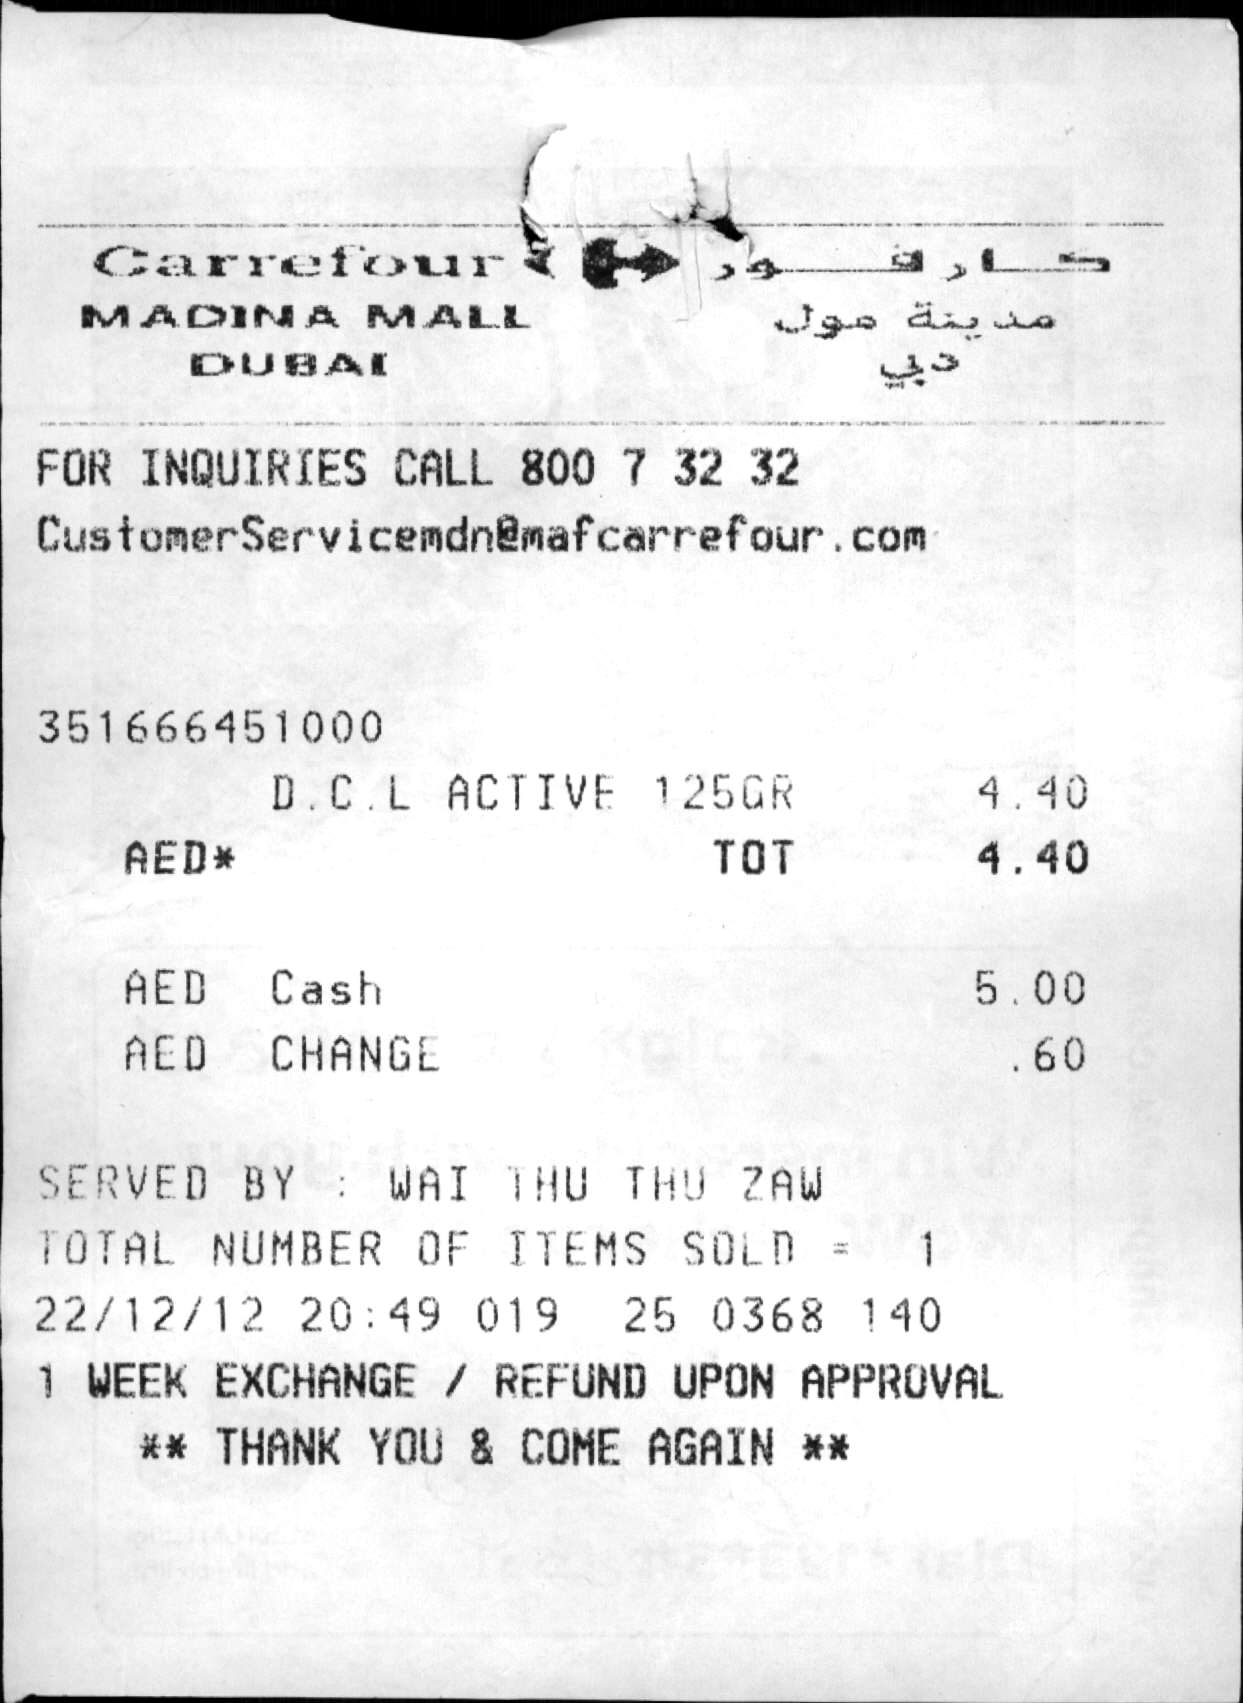 Carrefour كارفور
MADINA MALL مدينة مول
DUBAI دبي
FOR INQUIRIES CALL 800 7 32 32
CustomerServicemdn@mafcarrefour.com
351666451000
D.C.L ACTIVE 125GR 4.40
AED* TOT 4.40
AED Cash 5.00
AED CHANGE .60
SERVED BY : WAI THU THU ZAW
TOTAL NUMBER OF ITEMS SOLD = 1
22/12/12 20:49 019 25 0368 140
1 WEEK EXCHANGE / REFUND UPON APPROVAL
** THANK YOU & COME AGAIN **